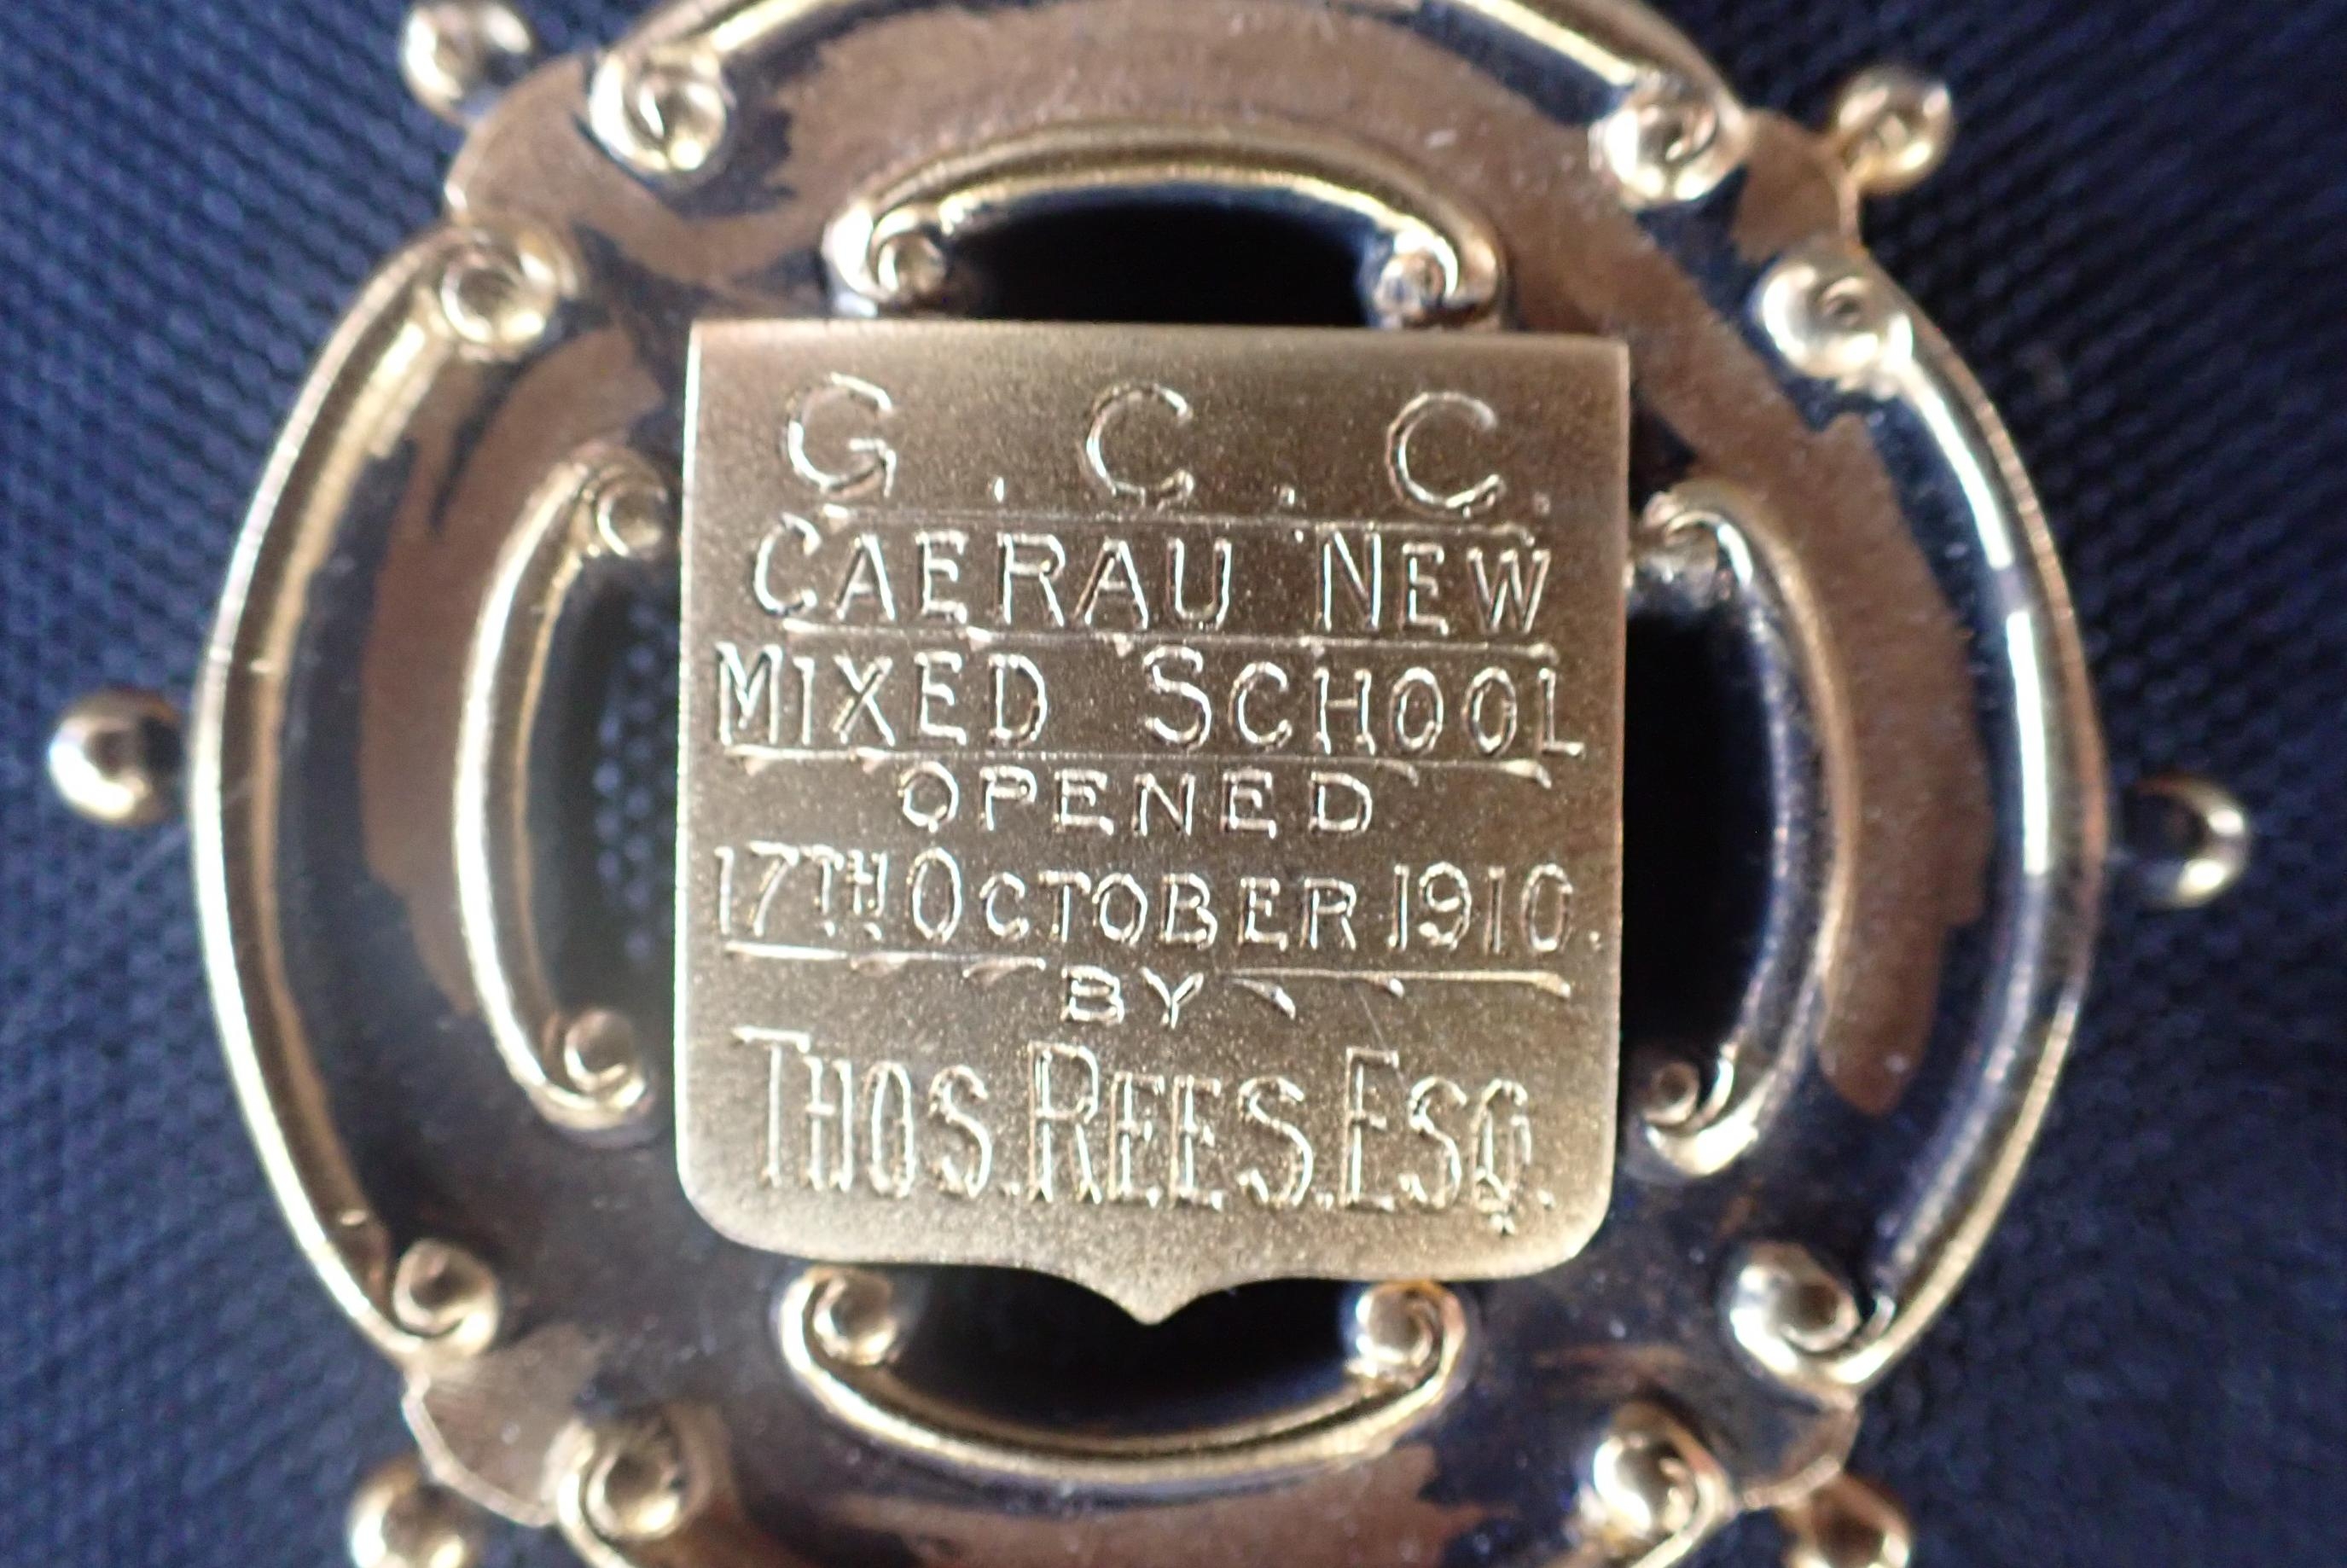 G. C. C.
CAERAU NEW
MIXED SCHOOL
OPENED
17TH OCTOBER 1910.
BY
THOS. REES. ESQ.